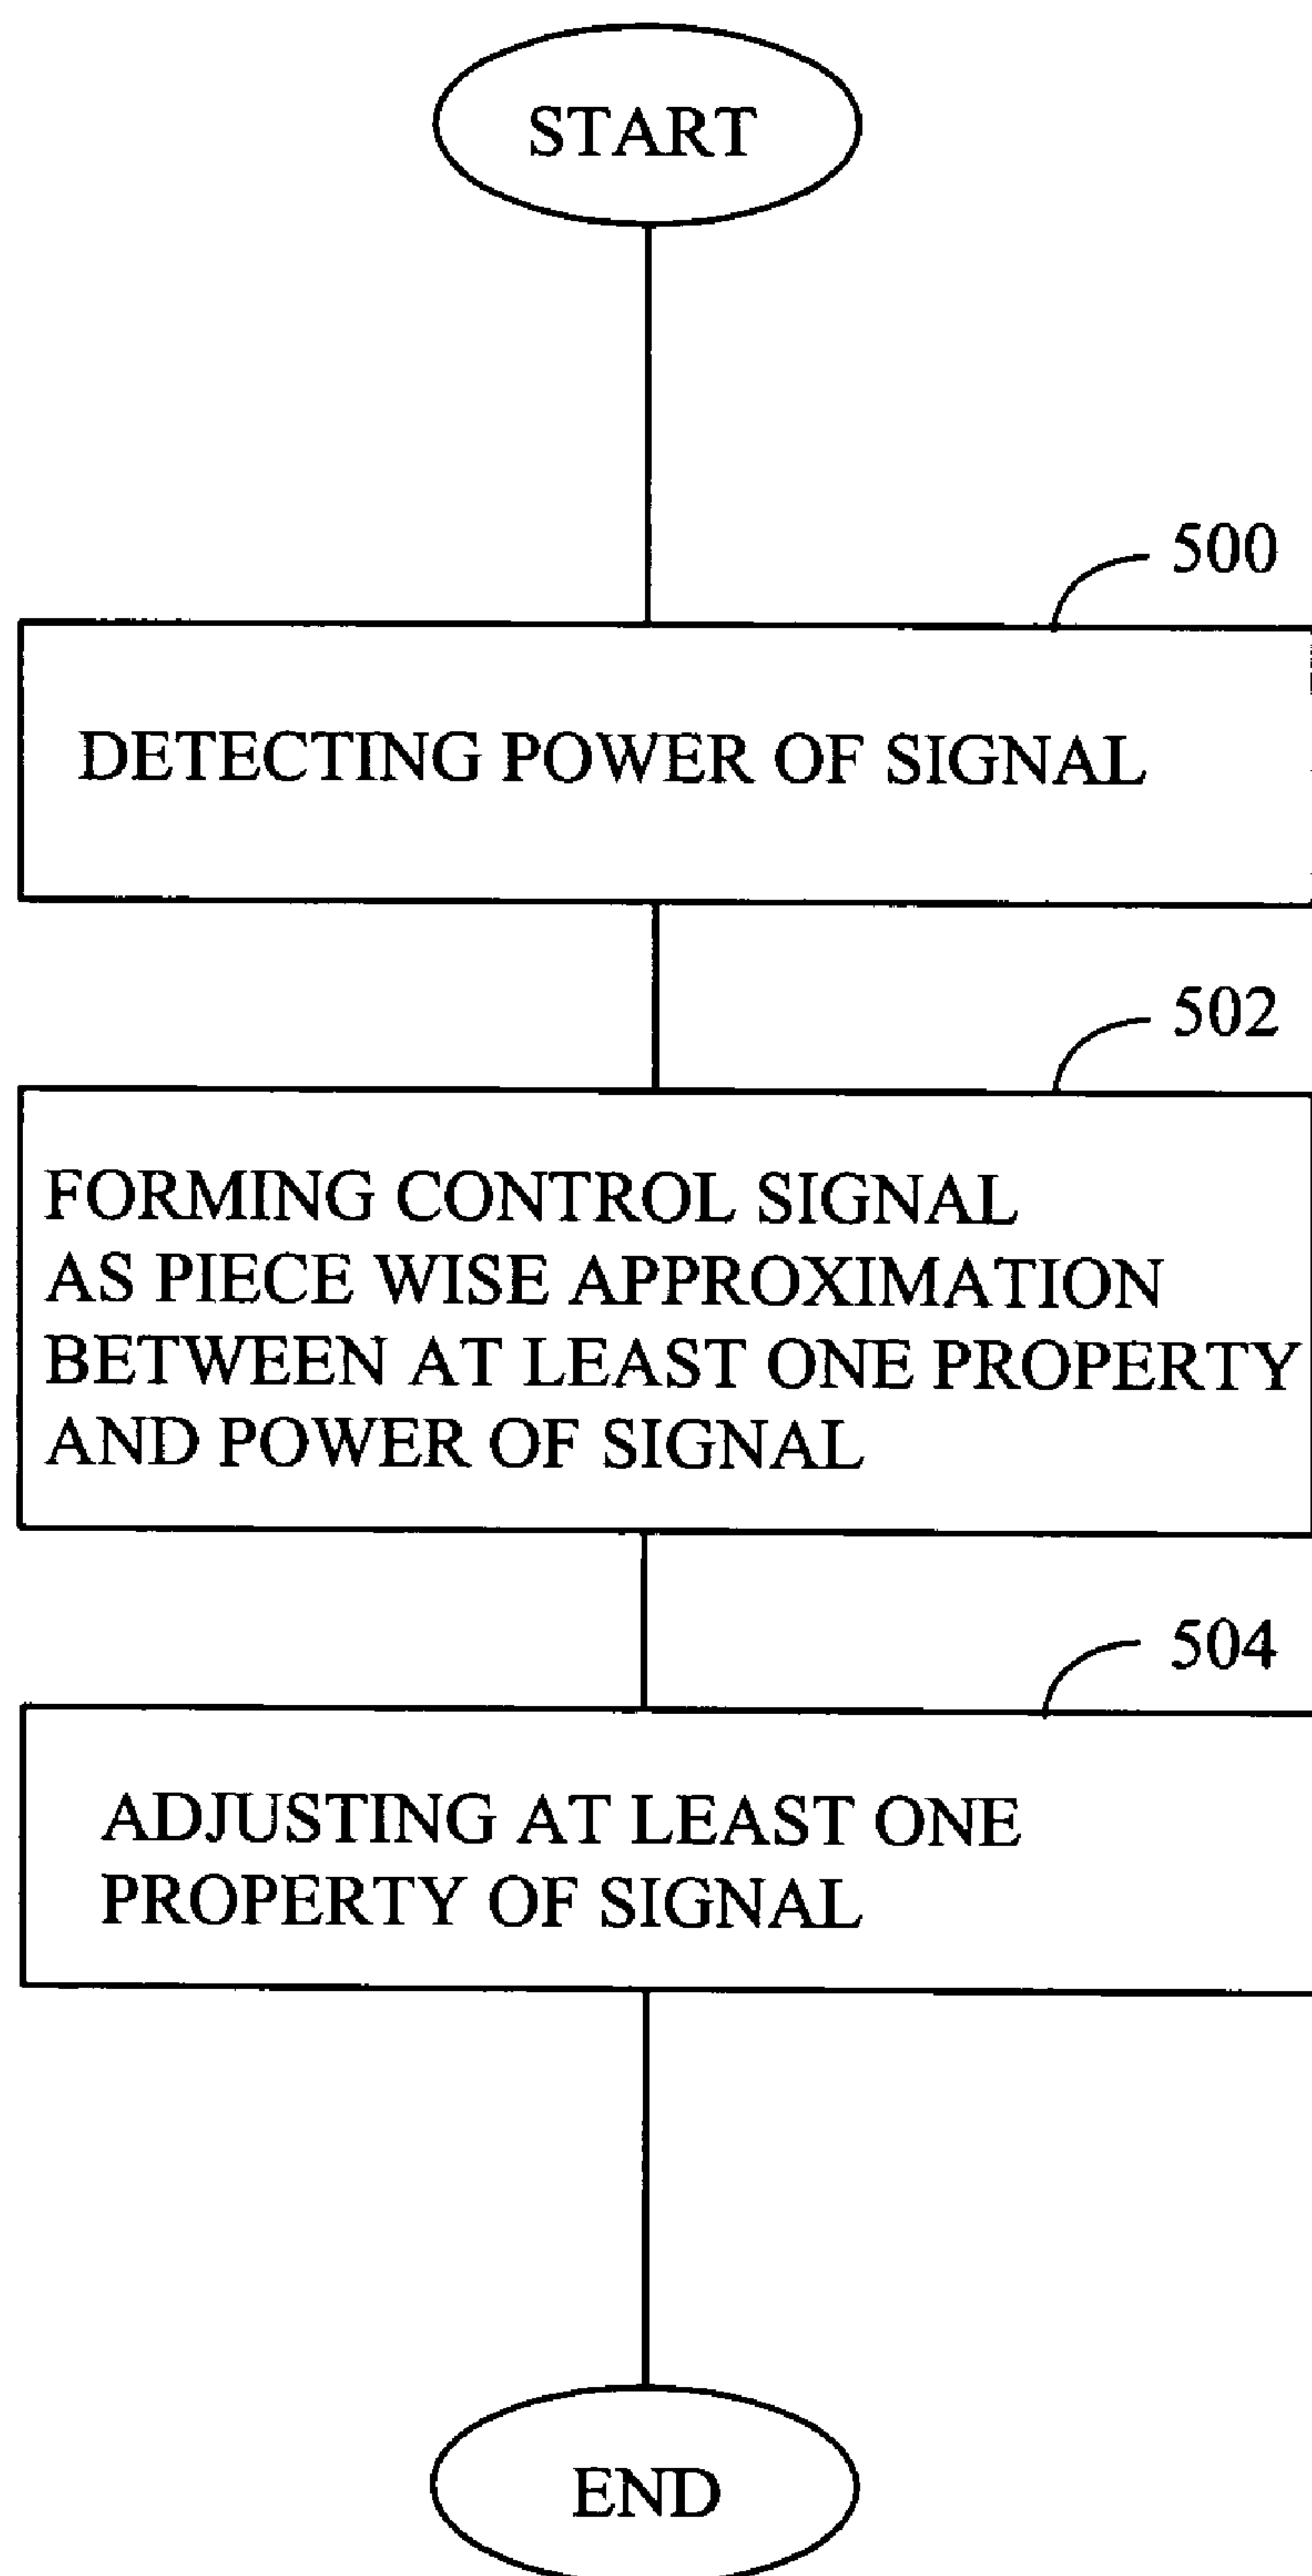 START
500
DETECTING POWER OF SIGNAL
502
FORMING CONTROL SIGNAL
AS PIECE WISE APPROXIMATION
BETWEEN AT LEAST ONE PROPERTY
AND POWER OF SIGNAL
504
ADJUSTING AT LEAST ONE
PROPERTY OF SIGNAL
END